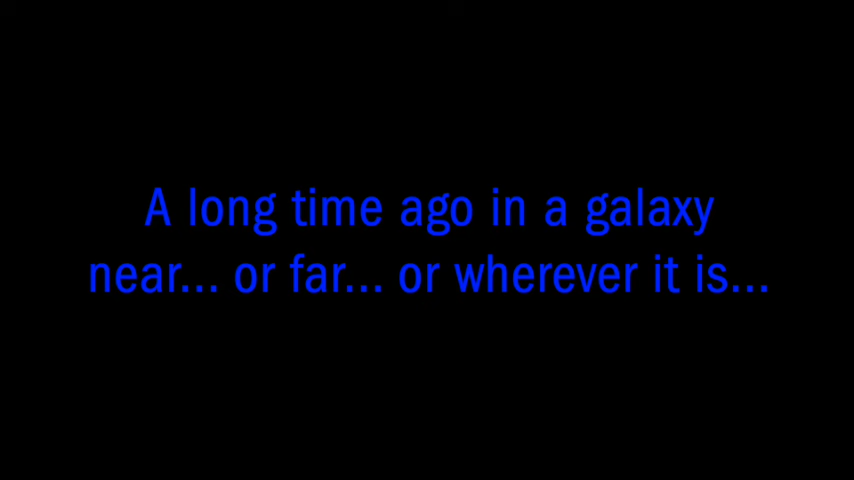 A long time ago in a galaxy
near... or far... or wherever it is...